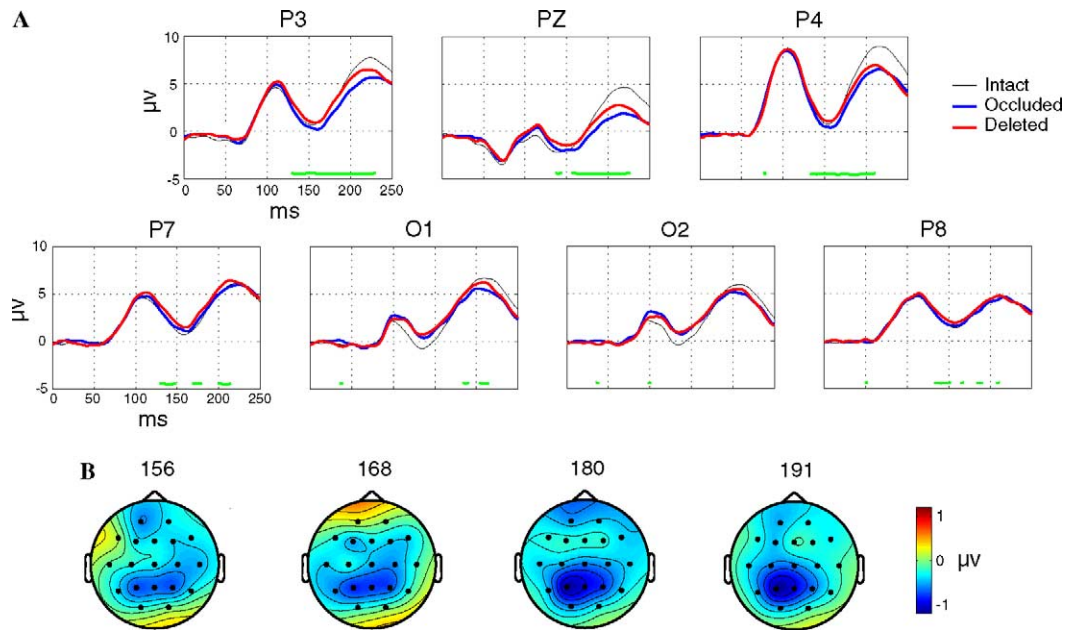 A
P3 PZ P4
10
5
0
-5
μv
0 50 100 150 200 250
ms
Intact
Occluded
Deleted
P7 O1 O2 P8
10
5
0
-5
μv
0 50 100 150 200 250
ms
B
156 168 180 191
1
0
-1
μv